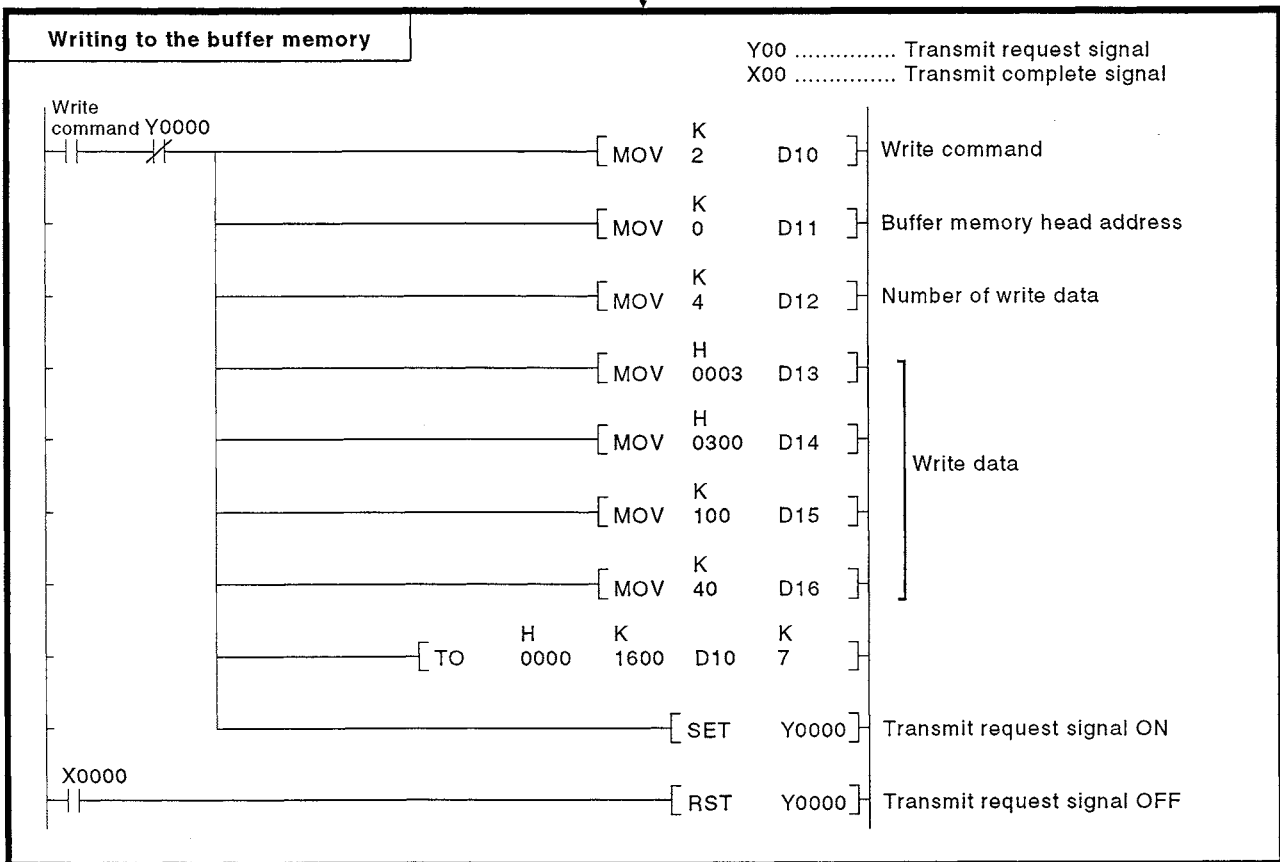 Writing to the buffer memory
Y00 ............... Transmit request signal
X00 ............... Transmit complete signal
Write
command Y0000
K
MOV 2 D10 Write command
K
MOV 0 D11 Buffer memory head address
K
MOV 4 D12 Number of write data
H
MOV 0003 D13
H
MOV 0300 D14
Write data
K
MOV 100 D15
K
MOV 40 D16
H K K
TO 0000 1600 D10 7
SET Y0000 Transmit request signal ON
X0000
RST Y0000 Transmit request signal OFF